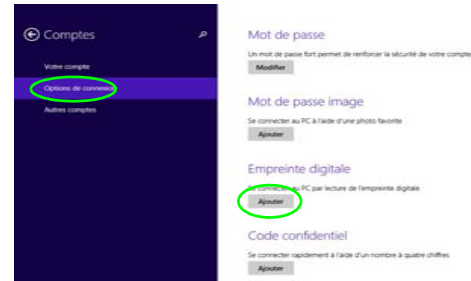 Comptes
Votre compte
Options de connexion
Autres comptes
Mot de passe
Un mot de passe fort permet de renforcer la sécurité de votre compte
Modifier
Mot de passe image
Se connecter au PC à l'aide d'une photo favorite
Ajouter
Empreinte digitale
Se connecter au PC par lecture de l'empreinte digitale
Ajouter
Code confidentiel
Se connecter rapidement à l'aide d'un nombre à quatre chiffres
Ajouter